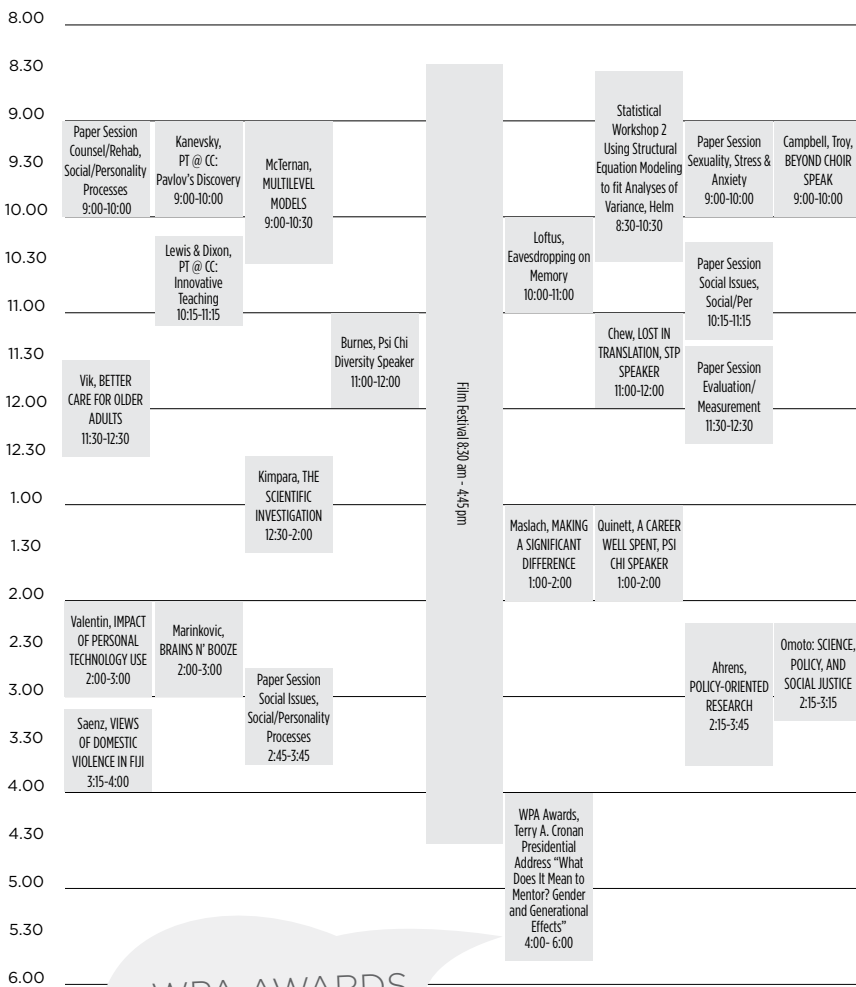 8.00
8.30
9.00
9.30
10.00
10.30
11.00
11.30
12.00
12.30
1.00
1.30
2.00
2.30
3.00
3.30
4.00
4.30
5.00
5.30
6.00
Paper Session
Counsel/Rehab,
Social/Personality
Processes
9:00-10:00
Vik, BETTER
CARE FOR OLDER
ADULTS
11:30-12:30
Valentin, IMPACT
OF PERSONAL
TECHNOLOGY USE
2:00-3:00
Saenz, VIEWS
OF DOMESTIC
VIOLENCE IN FIJI
3:15-4:00
Kanevsky,
PT @ CC:
Pavlov's Discovery
9:00-10:00
Lewis & Dixon,
PT @ CC:
Innovative
Teaching
10:15-11:15
Marinkovic,
BRAINS N' BOOZE
2:00-3:00
McTernan,
MULTILEVEL
MODELS
9:00-10:30
Kimpara, THE
SCIENTIFIC
INVESTIGATION
12:30-2:00
Paper Session
Social Issues,
Social/Personality
Processes
2:45-3:45
Burnes, Psi Chi
Diversity Speaker
11:00-12:00
Film Festival 8:30 am - 4:45 pm
Loftus,
Eavesdropping on
Memory
10:00-11:00
Maslach, MAKING
A SIGNIFICANT
DIFFERENCE
1:00-2:00
WPA Awards,
Terry A. Cronan
Presidential
Address “What
Does It Mean to
Mentor? Gender
and Generational
Effects”
4:00- 6:00
Statistical
Workshop 2
Using Structural
Equation Modeling
to fit Analyses of
Variance, Helm
8:30-10:30
Chew, LOST IN
TRANSLATION, STP
SPEAKER
11:00-12:00
Quinett, A CAREER
WELL SPENT, PSI
CHI SPEAKER
1:00-2:00
Paper Session
Sexuality, Stress &
Anxiety
9:00-10:00
Paper Session
Social Issues,
Social/Per
10:15-11:15
Paper Session
Evaluation/
Measurement
11:30-12:30
Ahrens,
POLICY-ORIENTED
RESEARCH
2:15-3:45
Campbell, Troy,
BEYOND CHOIR
SPEAK
9:00-10:00
Omoto: SCIENCE,
POLICY, AND
SOCIAL JUSTICE
2:15-3:15
WPA AWARDS